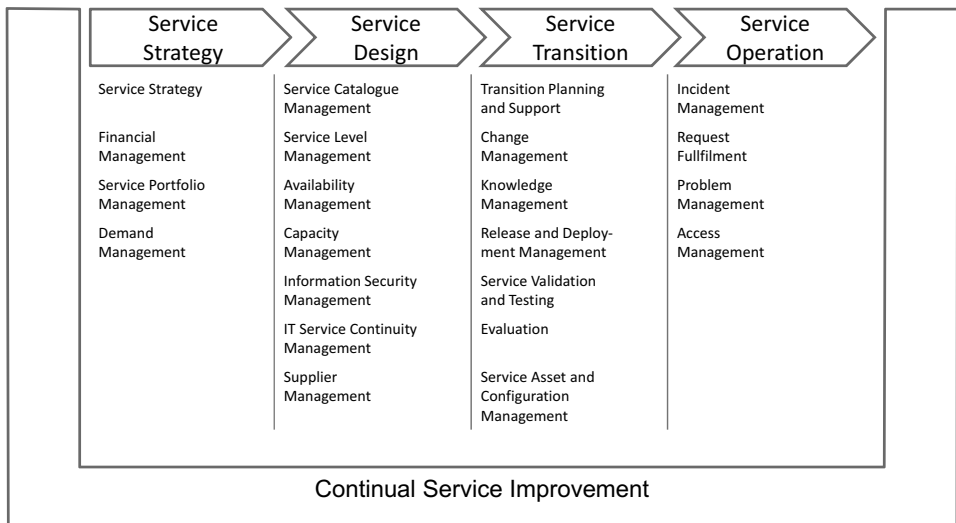 Service
Strategy
Service
Design
Service
Transition
Service
Operation
Service Strategy
Financial
Management
Service Portfolio
Management
Demand
Management
Service Catalogue
Management
Service Level
Management
Availability
Management
Capacity
Management
Information Security
Management
IT Service Continuity
Management
Supplier
Management
Transition Planning
and Support
Change
Management
Knowledge
Management
Release and Deploy-
ment Management
Service Validation
and Testing
Evaluation
Service Asset and
Configuration
Management
Incident
Management
Request
Fullfilment
Problem
Management
Access
Management
Continual Service Improvement